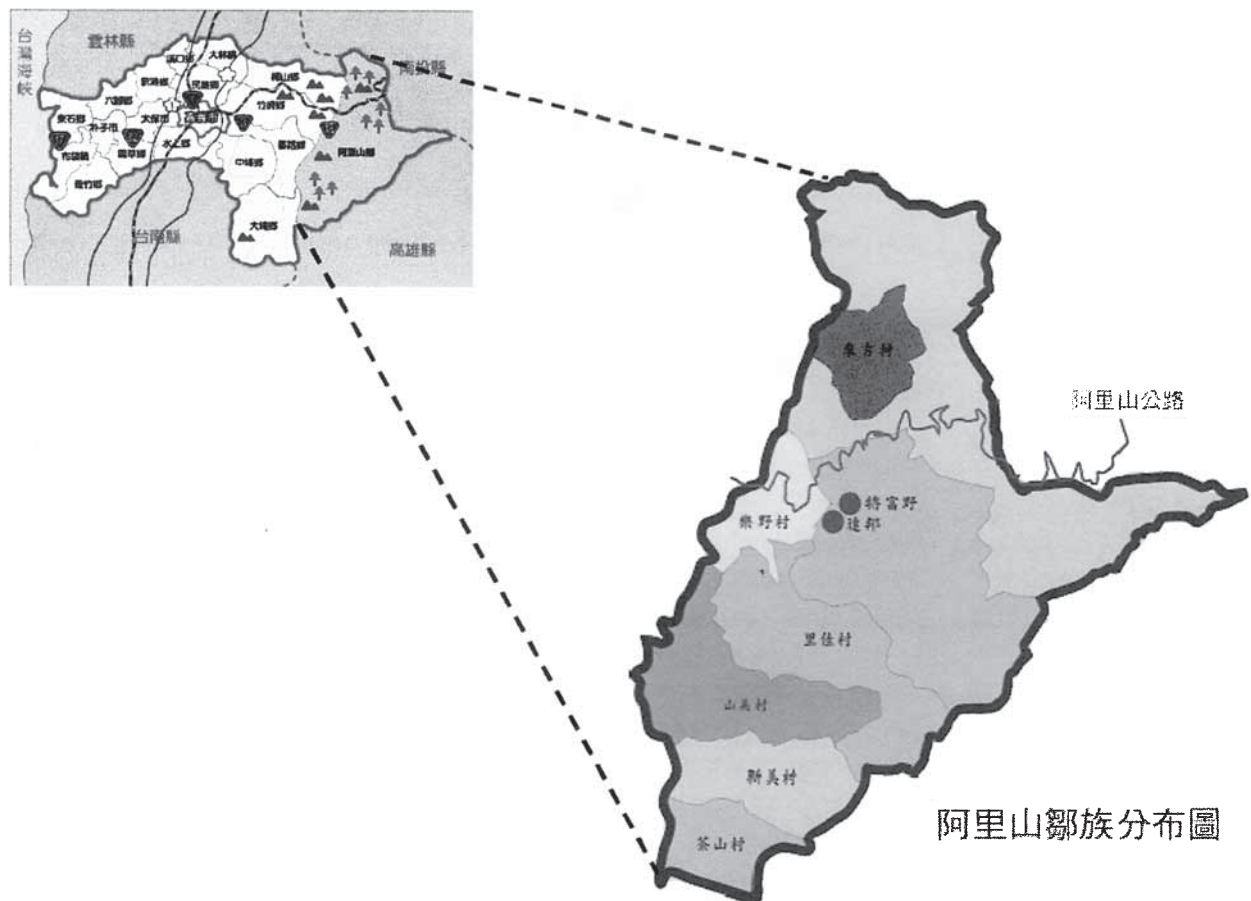 台灣海峽
雲林縣
南投縣
溪口鄉
大林鎮
梅山鄉
民雄鄉
六腳鄉
竹崎鄉
東石鄉
朴子市
太保市
水上鄉
番路鄉
阿里山鄉
布袋鎮
鹿草鄉
中埔鄉
義竹鄉
大埔鄉
台南縣
高雄縣
來吉村
阿里山公路
特富野
達邦
樂野村
里佳村
山美村
新美村
茶山村
阿里山鄒族分布圖